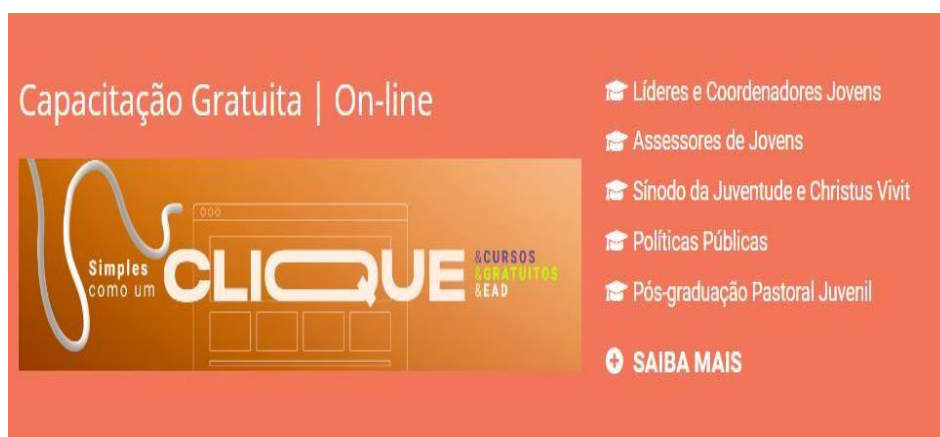 Capacitação Gratuita | On-line
Simples
como um
CLIQUE
&CURSOS
&GRATUITOS
&EAD
Líderes e Coordenadores Jovens
Assessores de Jovens
Sínodo da Juventude e Christus Vivit
Políticas Públicas
Pós-graduação Pastoral Juvenil
SAIBA MAIS